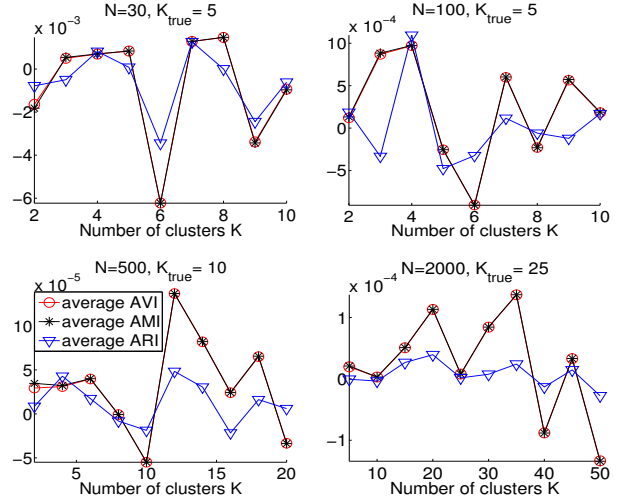 N=30, K_true= 5
x 10^-3
0
-2
-4
-6
2 4 6 8 10
Number of clusters K
N=100, K_true= 5
x 10^-4
10
5
0
-5
2 4 6 8 10
Number of clusters K
N=500, K_true= 10
x 10^-5
10
5
0
-5
average AVI
average AMI
average ARI
5 10 15 20
Number of clusters K
N=2000, K_true= 25
x 10^-4
1
0
-1
10 20 30 40 50
Number of clusters K